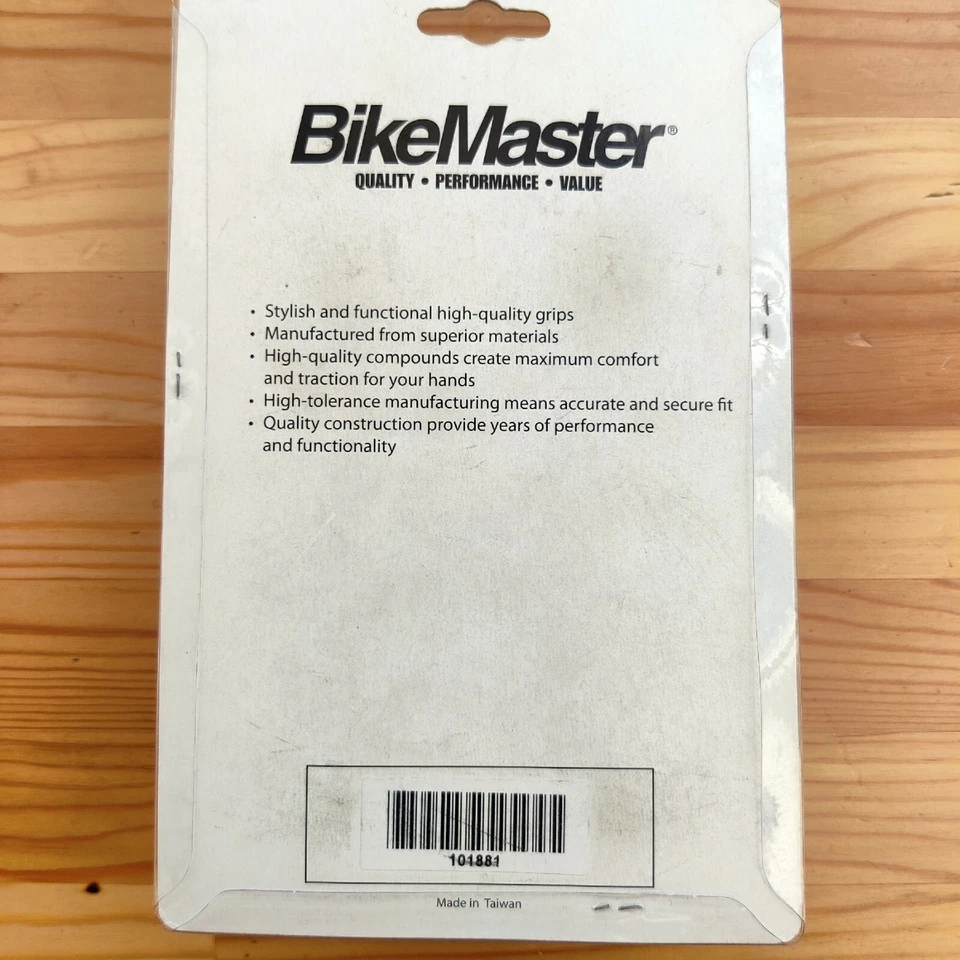 BikeMaster®
QUALITY • PERFORMANCE • VALUE
• Stylish and functional high-quality grips
• Manufactured from superior materials
• High-quality compounds create maximum comfort
and traction for your hands
• High-tolerance manufacturing means accurate and secure fit
• Quality construction provide years of performance
and functionality
101881
Made in Taiwan